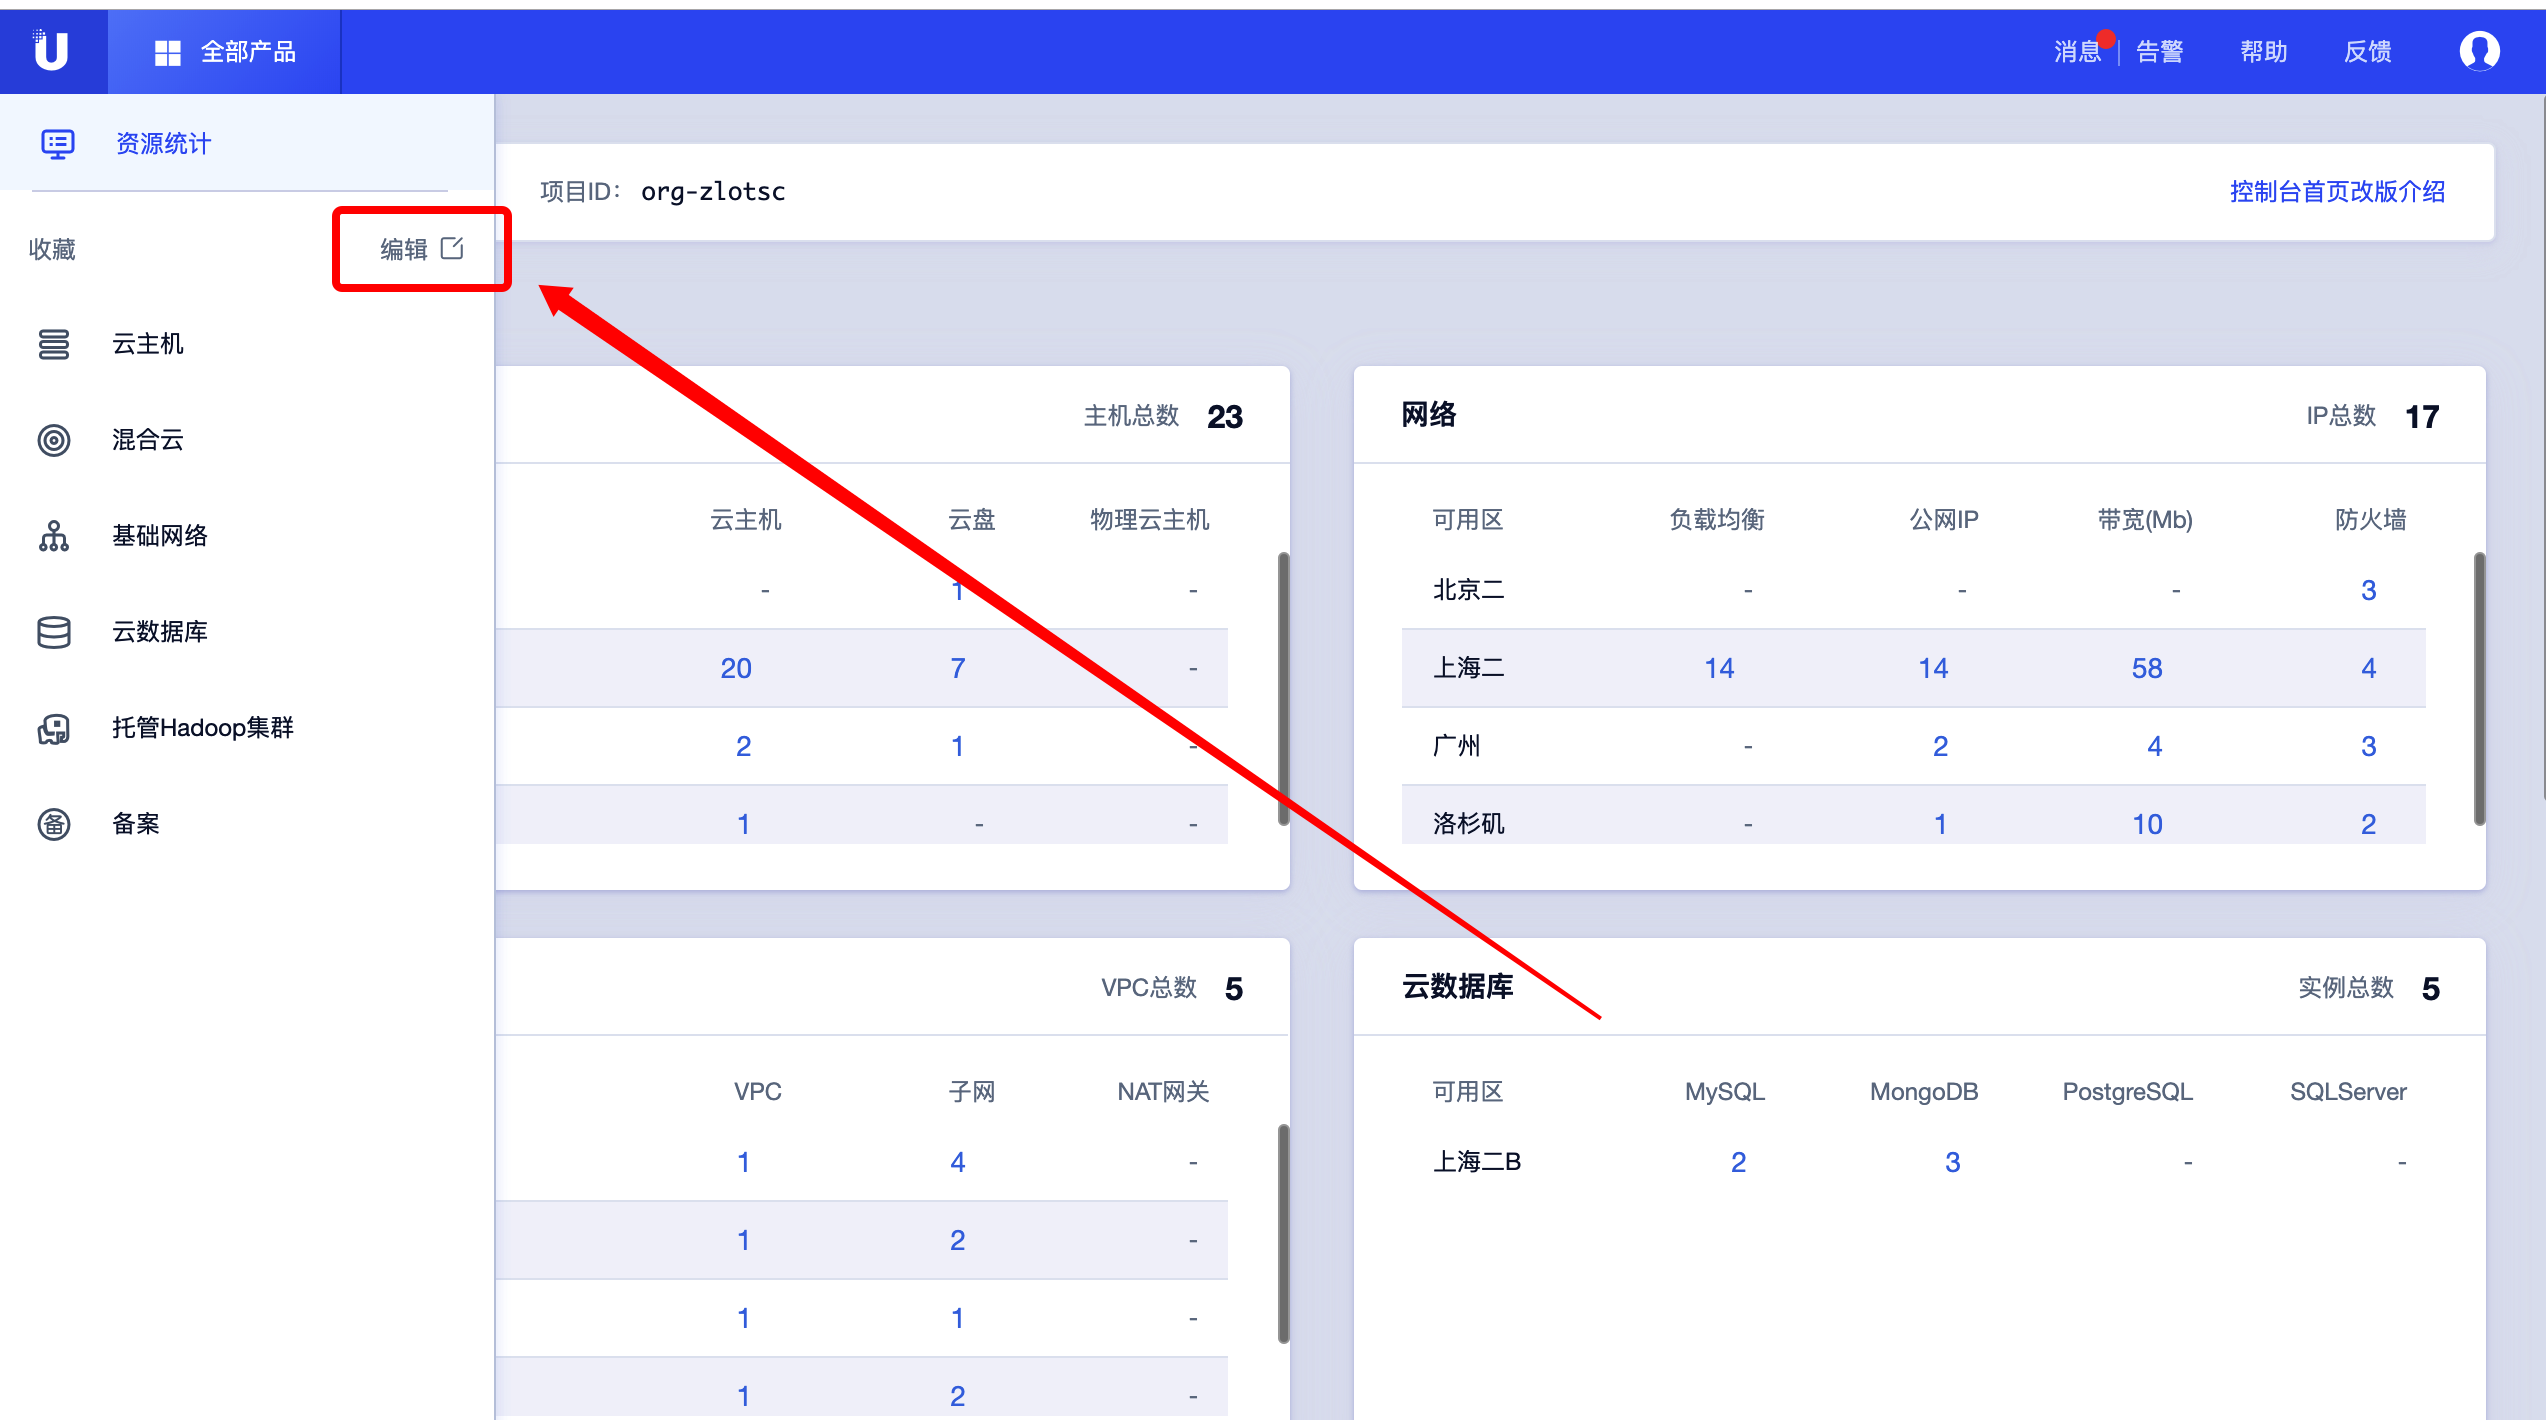 U
全部产品
消息
告警
帮助
反馈
资源统计
收藏
编辑
云主机
混合云
基础网络
云数据库
托管Hadoop集群
备
备案
项目ID： org-zlotsc
控制台首页改版介绍
主机总数 23
云主机 云盘 物理云主机
- 1 -
20 7 -
2 1 -
1 - -
网络 IP总数 17
可用区 负载均衡 公网IP 带宽(Mb) 防火墙
北京二 - - - 3
上海二 14 14 58 4
广州 - 2 4 3
洛杉矶 - 1 10 2
VPC总数 5
VPC 子网 NAT网关
1 4 -
1 2 -
1 1 -
1 2 -
云数据库 实例总数 5
可用区 MySQL MongoDB PostgreSQL SQLServer
上海二B 2 3 - -